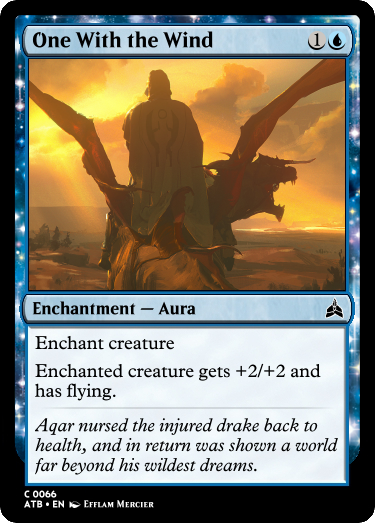 One With the Wind 1
Enchantment — Aura
Enchant creature
Enchanted creature gets +2/+2 and
has flying.
Aqar nursed the injured drake back to
health, and in return was shown a world
far beyond his wildest dreams.
C 0066
ATB • EN Efflam Mercier